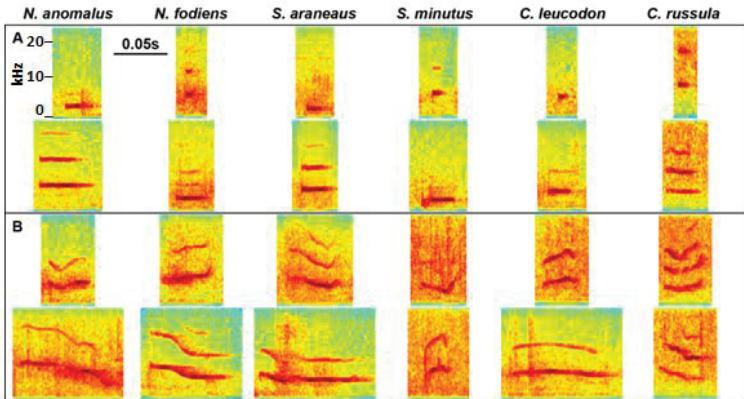 N. anomalus N. fodiens S. araneaus S. minutus C. leucodon C. russula
A
20
0.05s
kHz
10
0
B